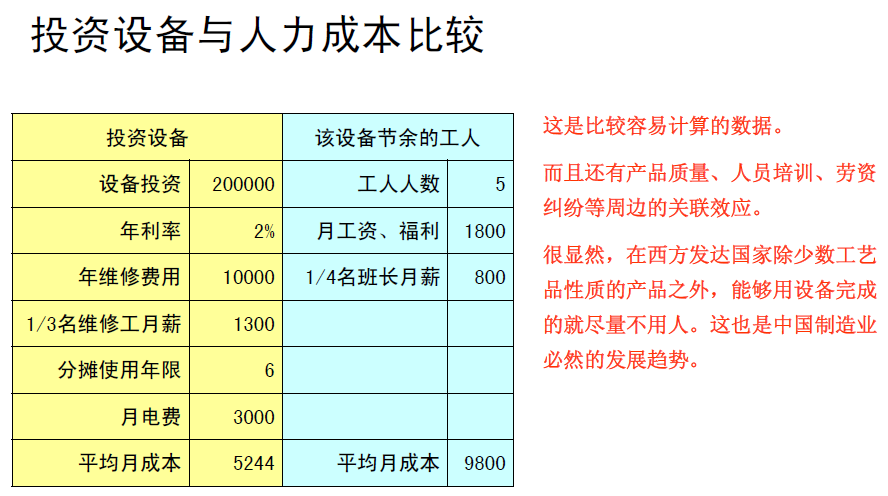 投资设备与人力成本比较
投资设备 该设备节余的工人
设备投资 200000 工人人数 5
年利率 2% 月工资、福利 1800
年维修费用 10000 1/4名班长月薪 800
1/3名维修工月薪 1300
分摊使用年限 6
月电费 3000
平均月成本 5244 平均月成本 9800
这是比较容易计算的数据。
而且还有产品质量、人员培训、劳资
纠纷等周边的关联效应。
很显然，在西方发达国家除少数工艺
品性质的产品之外，能够用设备完成
的就尽量不用人。这也是中国制造业
必然的发展趋势。